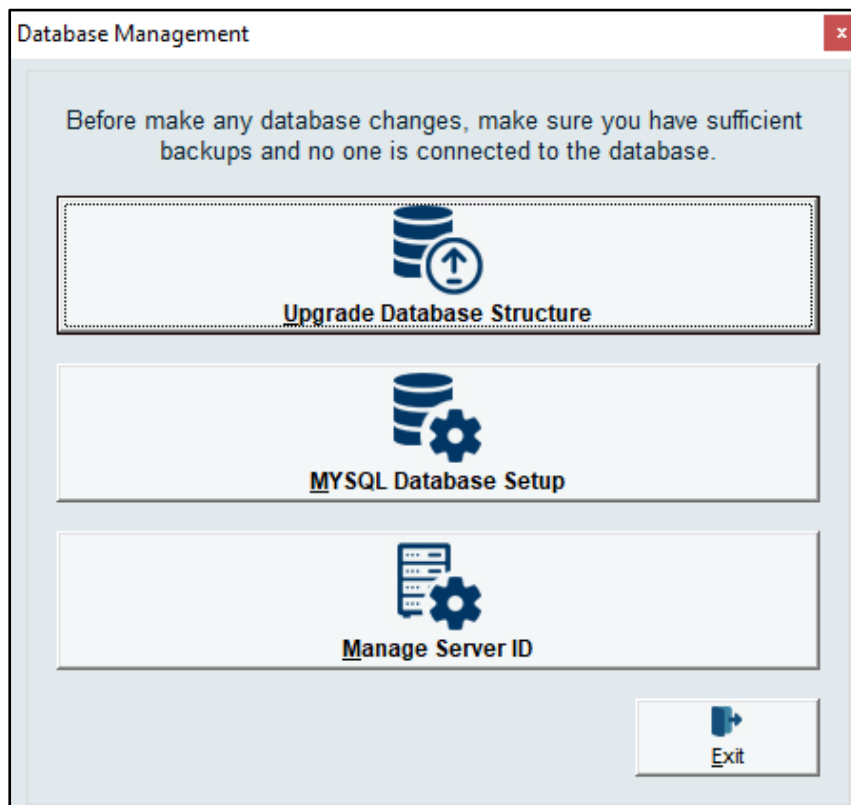 Database Management
x
Before make any database changes, make sure you have sufficient
backups and no one is connected to the database.
Upgrade Database Structure
MYSQL Database Setup
Manage Server ID
Exit